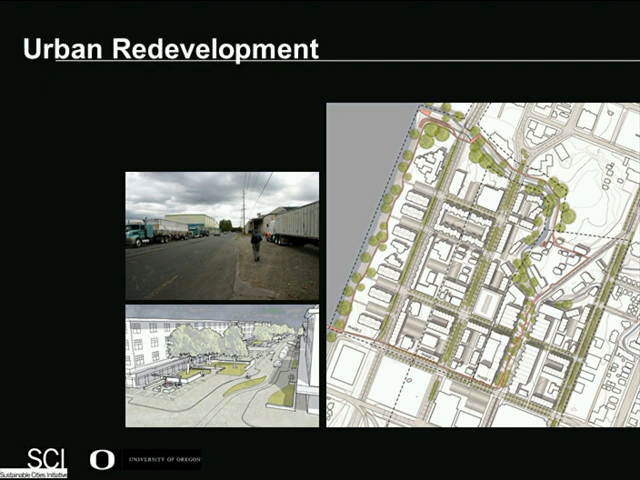 Urban Redevelopment
SCI
Sustainable Cities Initiative
O
UNIVERSITY OF OREGON